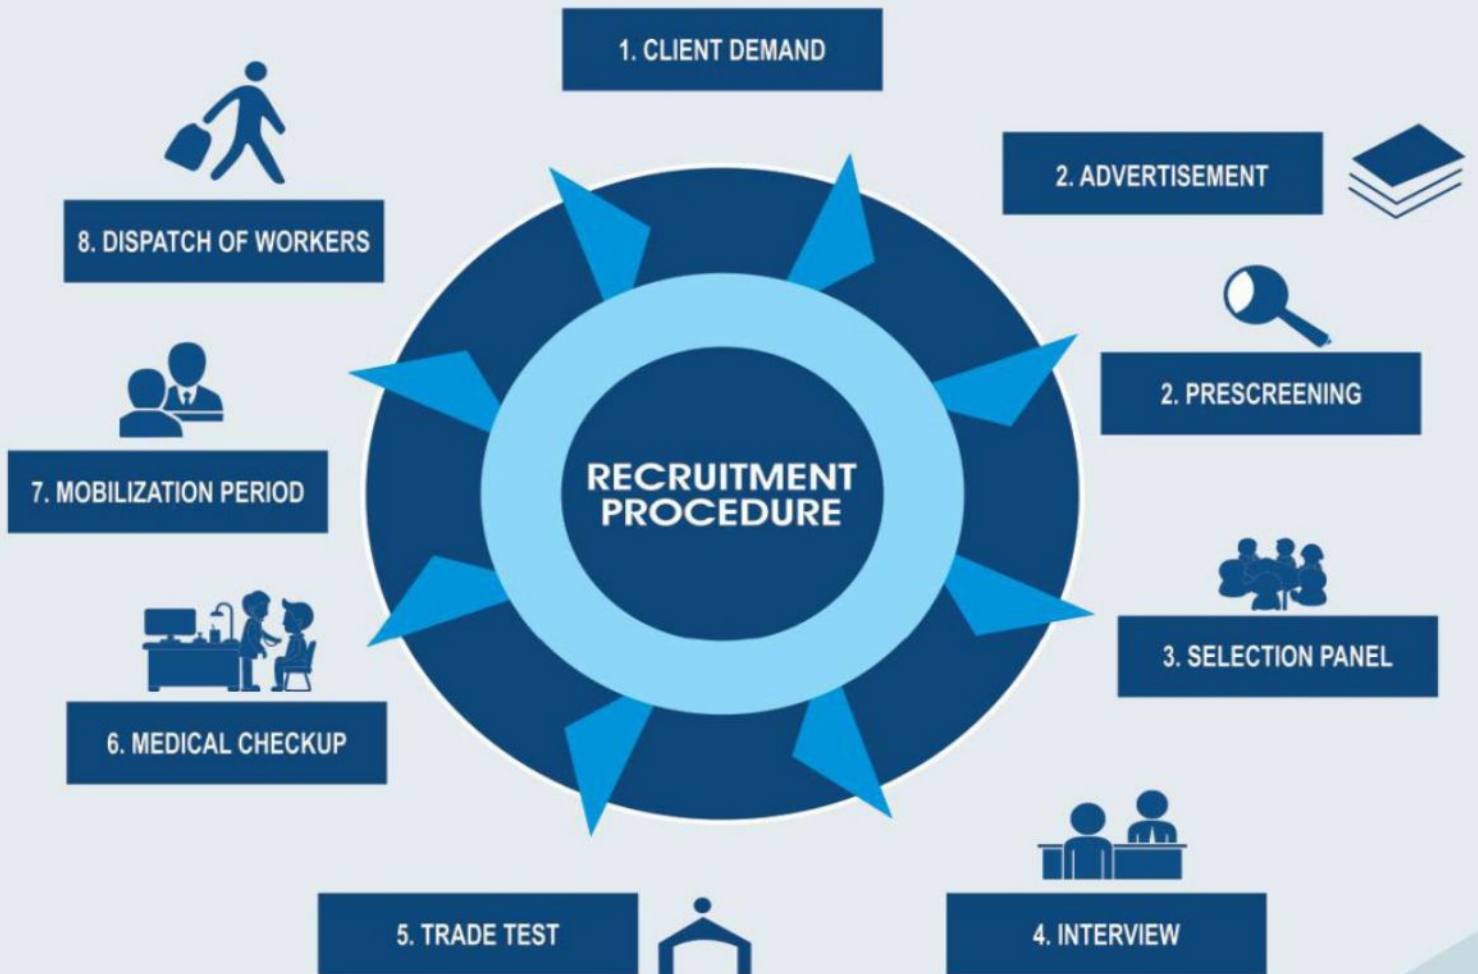 1. CLIENT DEMAND
2. ADVERTISEMENT
2. PRESCREENING
3. SELECTION PANEL
4. INTERVIEW
5. TRADE TEST
6. MEDICAL CHECKUP
7. MOBILIZATION PERIOD
8. DISPATCH OF WORKERS
RECRUITMENT
PROCEDURE